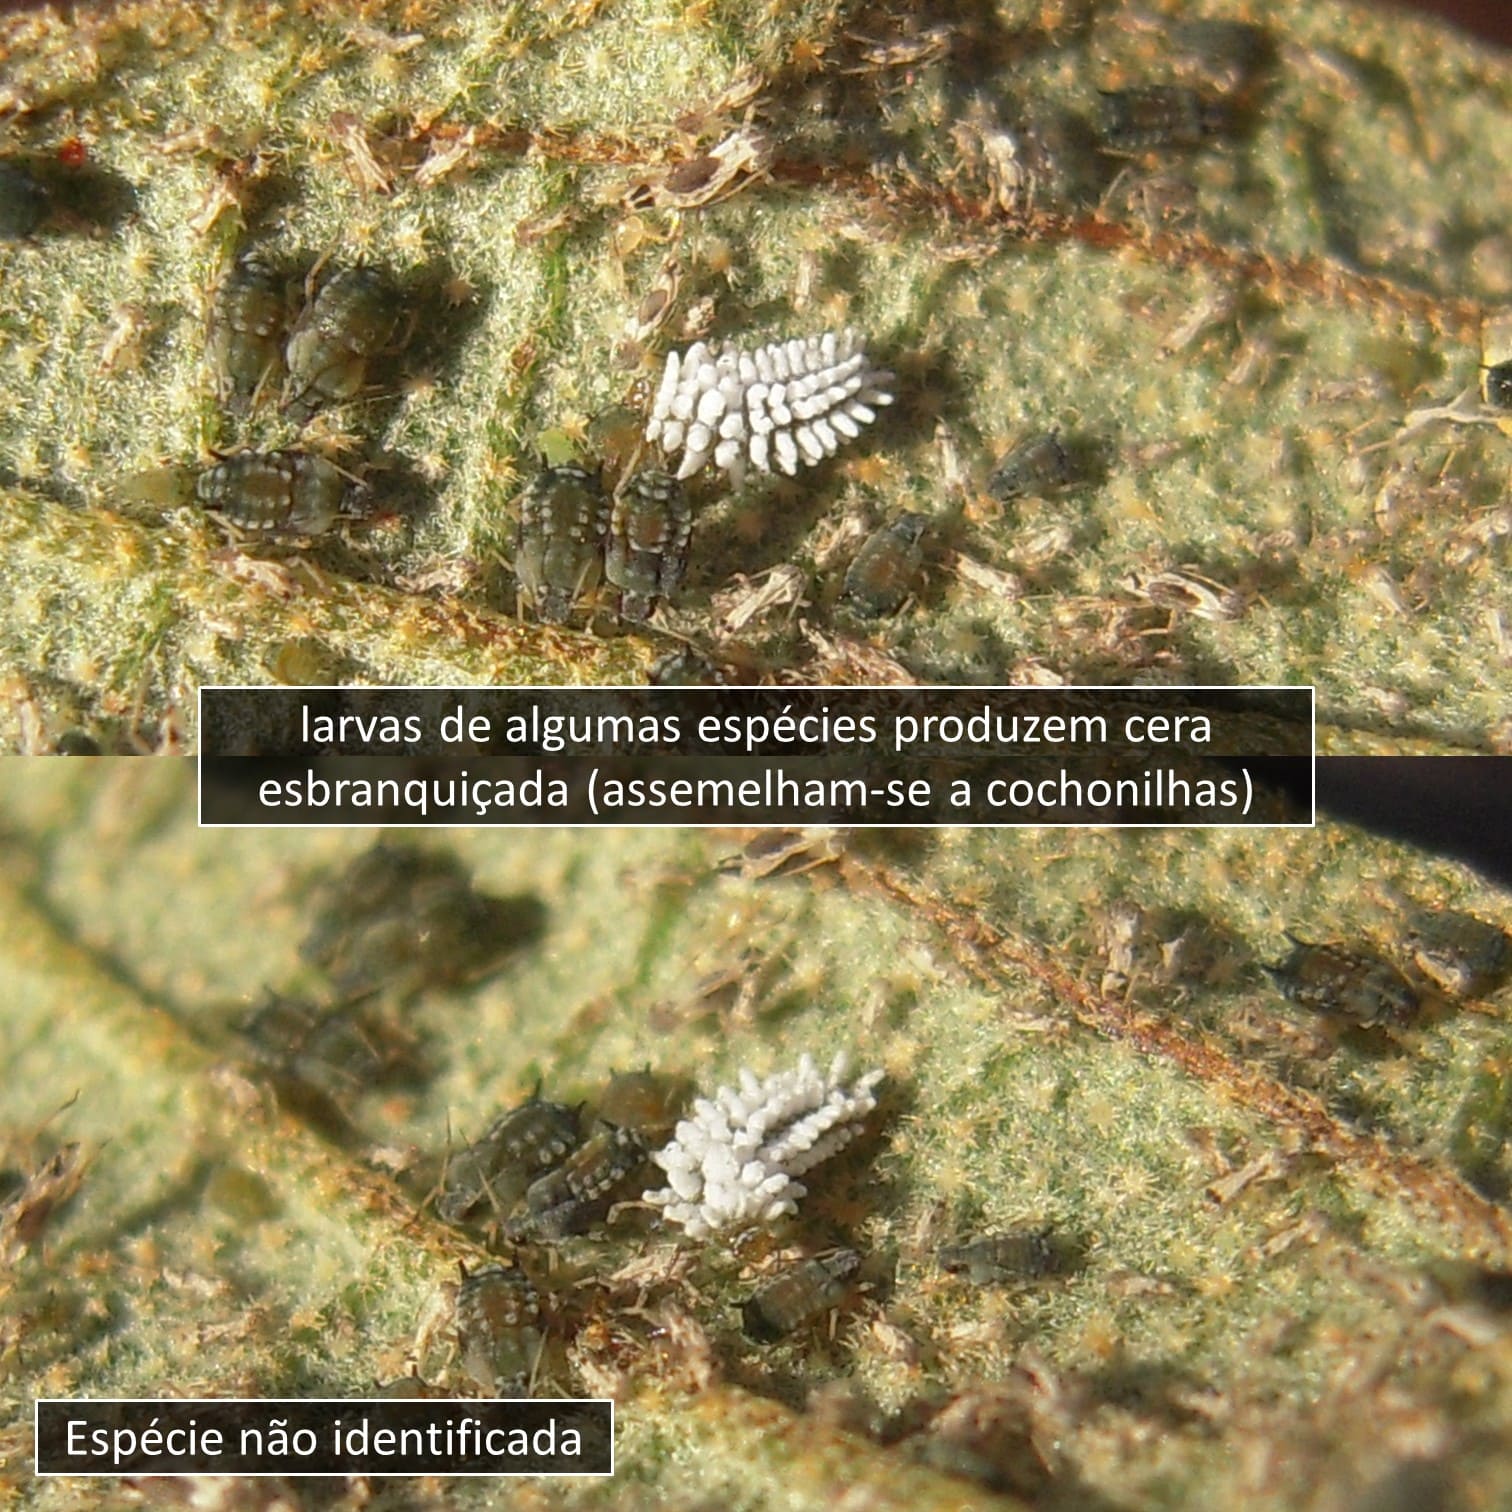 larvas de algumas espécies produzem cera
esbranquiçada (assemelham-se a cochonilhas)
Espécie não identificada